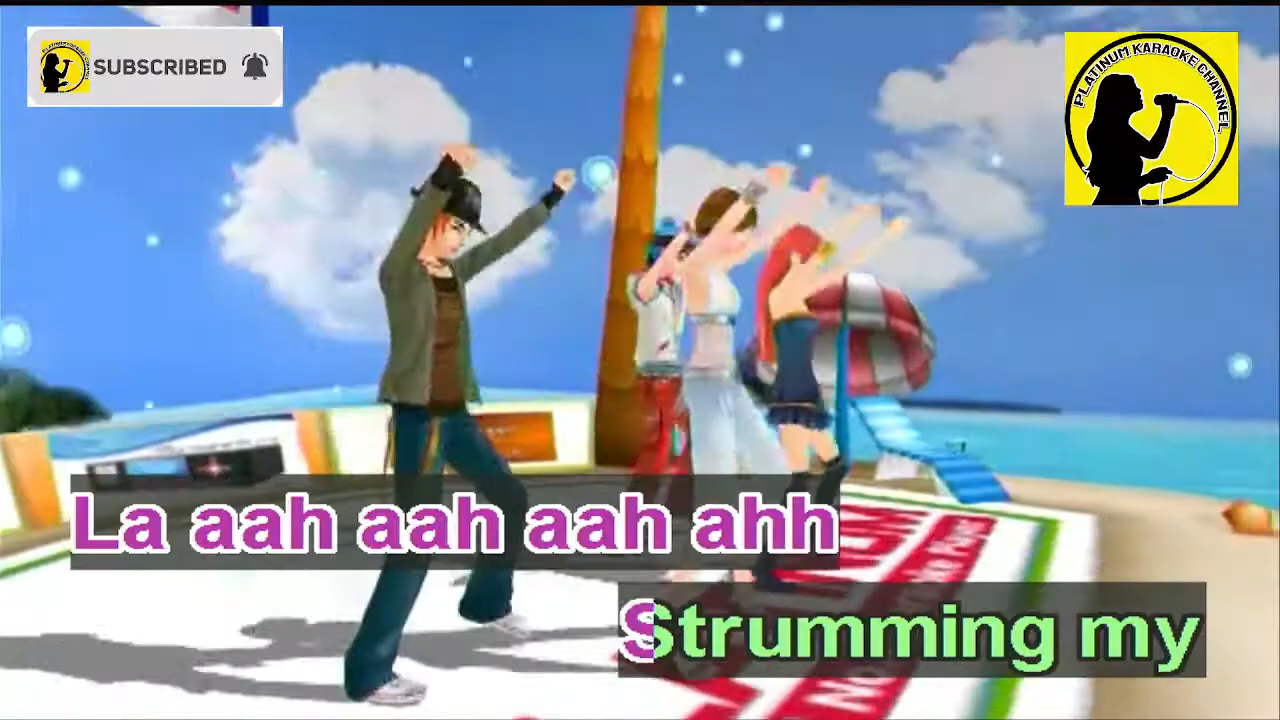 SUBSCRIBED
PLATINUM KARAOKE CHANNEL
La aah aah aah ahh
Strumming my